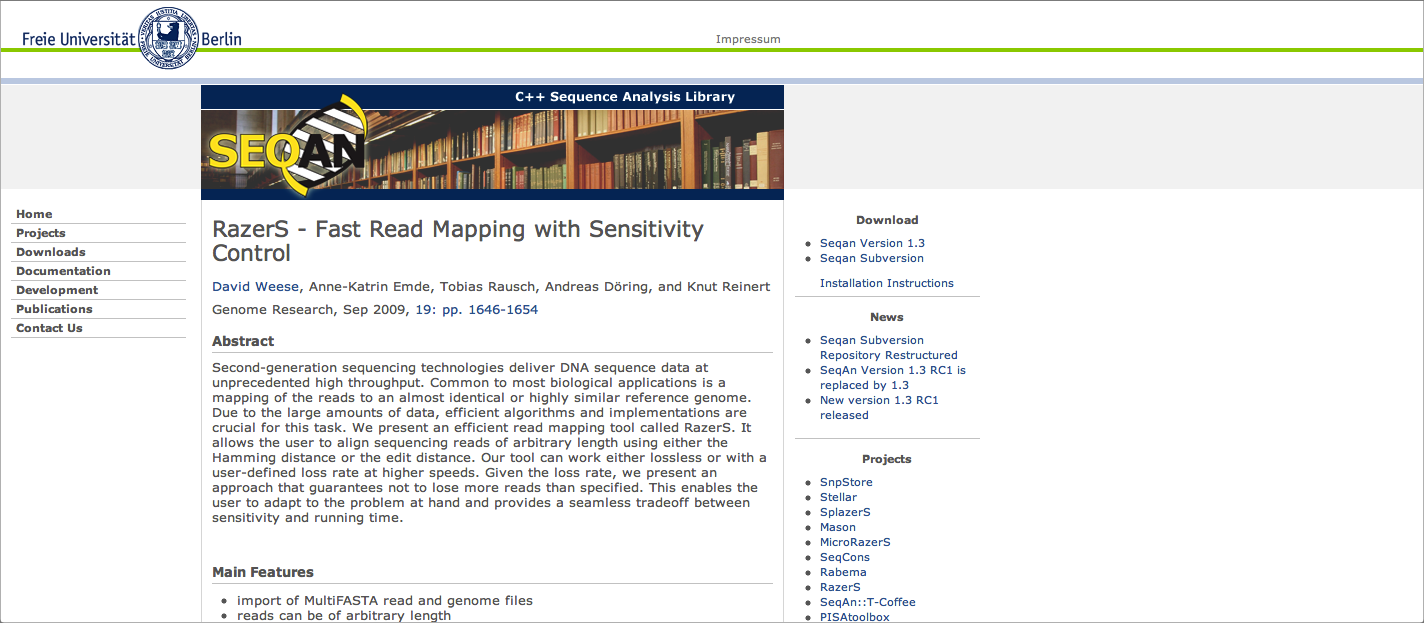 Freie Universität Berlin
Impressum
C++ Sequence Analysis Library
SEQAN
Home
Projects
Downloads
Documentation
Development
Publications
Contact Us
RazerS - Fast Read Mapping with Sensitivity
Control
David Weese, Anne-Katrin Emde, Tobias Rausch, Andreas Döring, and Knut Reinert
Genome Research, Sep 2009, 19: pp. 1646-1654
Abstract
Second-generation sequencing technologies deliver DNA sequence data at
unprecedented high throughput. Common to most biological applications is a
mapping of the reads to an almost identical or highly similar reference genome.
Due to the large amounts of data, efficient algorithms and implementations are
crucial for this task. We present an efficient read mapping tool called RazerS. It
allows the user to align sequencing reads of arbitrary length using either the
Hamming distance or the edit distance. Our tool can work either lossless or with a
user-defined loss rate at higher speeds. Given the loss rate, we present an
approach that guarantees not to lose more reads than specified. This enables the
user to adapt to the problem at hand and provides a seamless tradeoff between
sensitivity and running time.
Main Features
• import of MultiFASTA read and genome files
• reads can be of arbitrary length
Download
• Seqan Version 1.3
• Seqan Subversion
Installation Instructions
News
• Seqan Subversion
Repository Restructured
• SeqAn Version 1.3 RC1 is
replaced by 1.3
• New version 1.3 RC1
released
Projects
• SnpStore
• Stellar
• SplazerS
• Mason
• MicroRazerS
• SeqCons
• Rabema
• RazerS
• SeqAn::T-Coffee
• PISAtoolbox